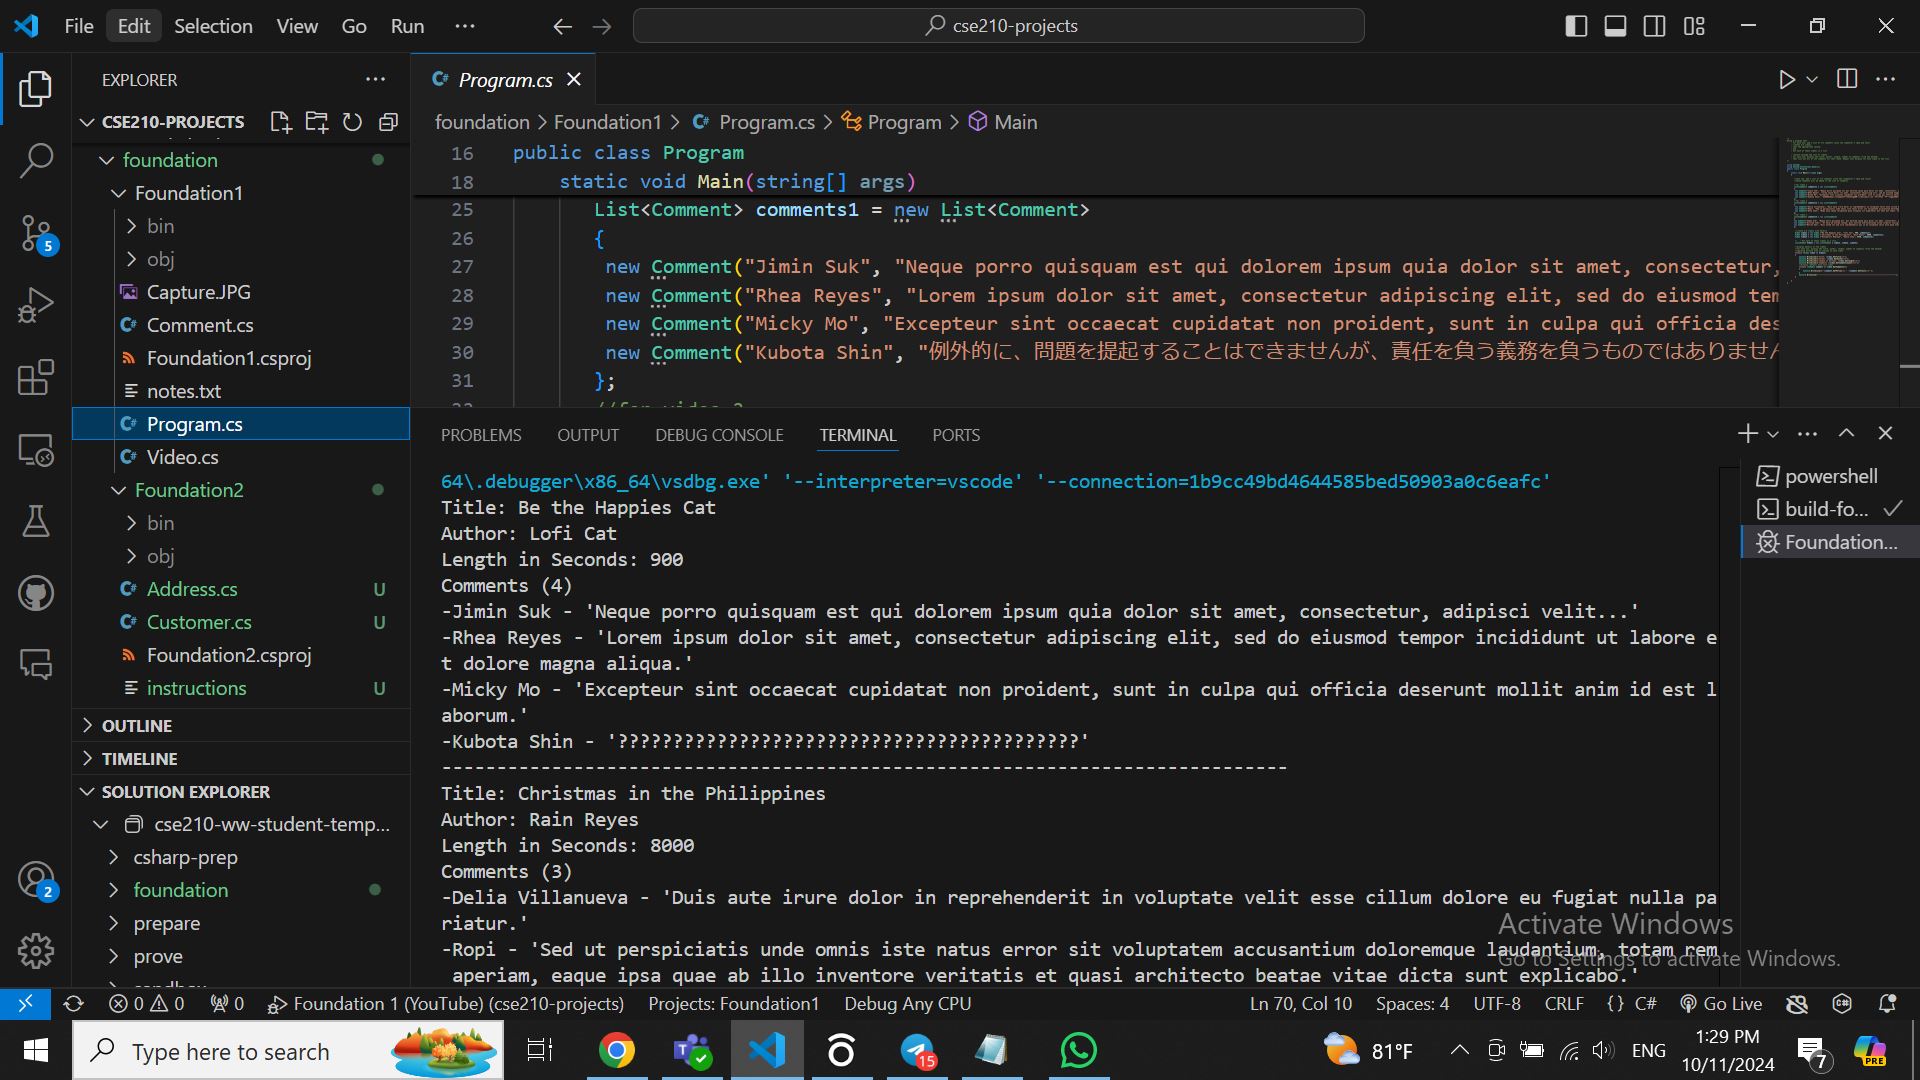 File Edit Selection View Go Run ··· cse210-projects
EXPLORER ···
Program.cs
CSE210-PROJECTS
foundation > Foundation1 > Program.cs > Program > Main
foundation
Foundation1
bin
obj
Capture.JPG
Comment.cs
Foundation1.csproj
notes.txt
Program.cs
Video.cs
Foundation2
bin
obj
Address.cs U
Customer.cs U
Foundation2.csproj
instructions U
OUTLINE
TIMELINE
SOLUTION EXPLORER
cse210-ww-student-temp...
csharp-prep
foundation
prepare
prove
5
2
16 public class Program
18 static void Main(string[] args)
25 List<Comment> comments1 = new List<Comment>
26 {
27 new Comment("Jimin Suk", "Neque porro quisquam est qui dolorem ipsum quia dolor sit amet, consectetur,
28 new Comment("Rhea Reyes", "Lorem ipsum dolor sit amet, consectetur adipiscing elit, sed do eiusmod tem
29 new Comment("Micky Mo", "Excepteur sint occaecat cupidatat non proident, sunt in culpa qui officia des
30 new Comment("Kubota Shin", "例外的に、問題を提起することはできませんが、責任を負う義務を負うものではありません
31 };
PROBLEMS OUTPUT DEBUG CONSOLE TERMINAL PORTS
64\.debugger\x86_64\vsdbg.exe' '--interpreter=vscode' '--connection=1b9cc49bd4644585bed50903a0c6eafc'
Title: Be the Happies Cat
Author: Lofi Cat
Length in Seconds: 900
Comments (4)
-Jimin Suk - 'Neque porro quisquam est qui dolorem ipsum quia dolor sit amet, consectetur, adipisci velit...'
-Rhea Reyes - 'Lorem ipsum dolor sit amet, consectetur adipiscing elit, sed do eiusmod tempor incididunt ut labore e
t dolore magna aliqua.'
-Micky Mo - 'Excepteur sint occaecat cupidatat non proident, sunt in culpa qui officia deserunt mollit anim id est l
aborum.'
-Kubota Shin - '??????????????????????????????????????????'
-----------------------------------------------------------------------------
Title: Christmas in the Philippines
Author: Rain Reyes
Length in Seconds: 8000
Comments (3)
-Delia Villanueva - 'Duis aute irure dolor in reprehenderit in voluptate velit esse cillum dolore eu fugiat nulla pa
riatur.'
-Ropi - 'Sed ut perspiciatis unde omnis iste natus error sit voluptatem accusantium doloremque laudantium, totam rem
aperiam, eaque ipsa quae ab illo inventore veritatis et quasi architecto beatae vitae dicta sunt explicabo.'
powershell
build-fo...
Foundation...
Activate Windows
Go to Settings to activate Windows.
0 0 0 Foundation 1 (YouTube) (cse210-projects) Projects: Foundation1 Debug Any CPU Ln 70, Col 10 Spaces: 4 UTF-8 CRLF {} C# Go Live
Type here to search 15 81°F ENG 1:29 PM
10/11/2024
7
PRE